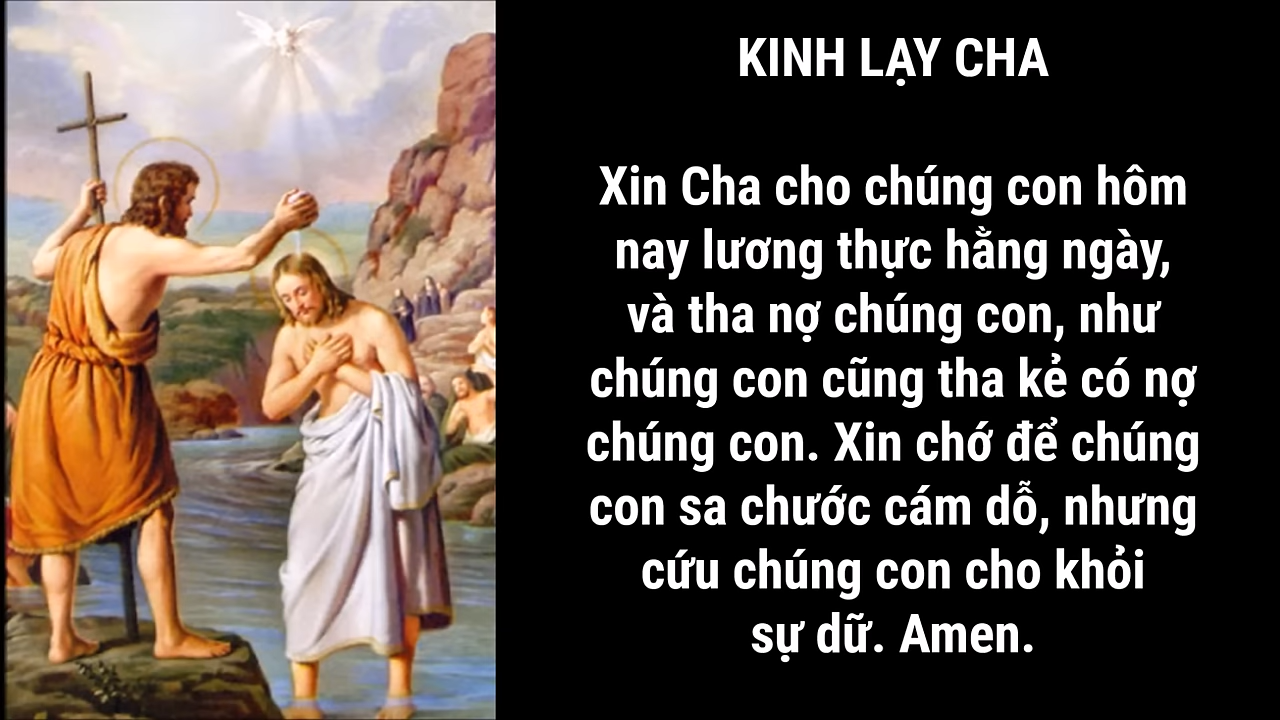 KINH LẠY CHA
Xin Cha cho chúng con hôm
nay lương thực hằng ngày,
và tha nợ chúng con, như
chúng con cũng tha kẻ có nợ
chúng con. Xin chớ để chúng
con sa chước cám dỗ, nhưng
cứu chúng con cho khỏi
sự dữ. Amen.